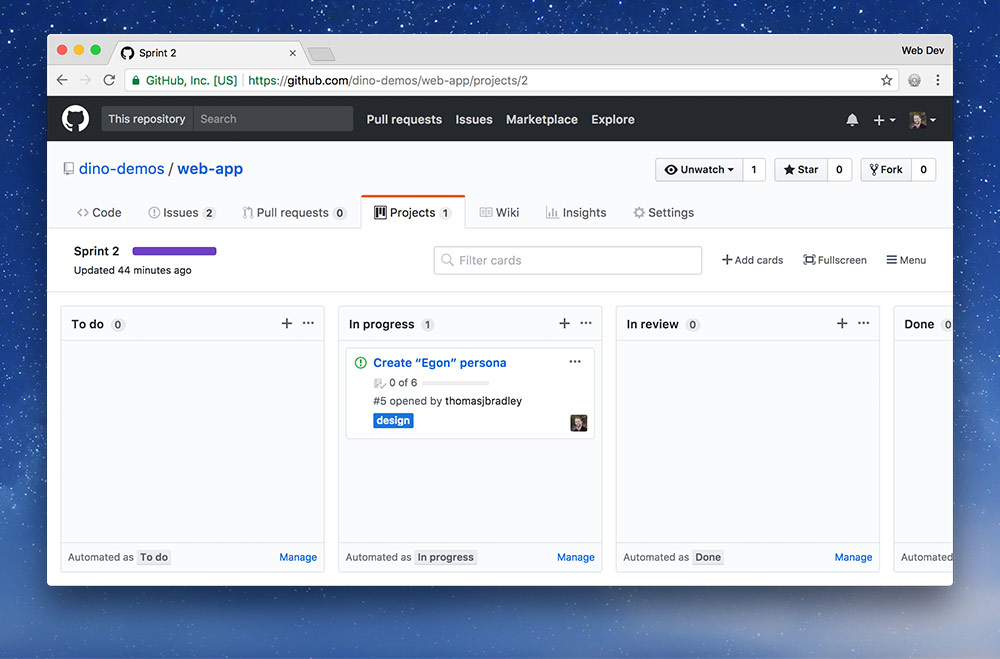 Sprint 2
Web Dev
GitHub, Inc. [US] https://github.com/dino-demos/web-app/projects/2
This repository Search Pull requests Issues Marketplace Explore
dino-demos / web-app Unwatch 1 Star 0 Fork 0
Code Issues 2 Pull requests 0 Projects 1 Wiki Insights Settings
Sprint 2
Updated 44 minutes ago
Filter cards Add cards Fullscreen Menu
To do 0
In progress 1
In review 0
Done 0
Create “Egon” persona
0 of 6
#5 opened by thomasjbradley
design
Automated as To do Manage
Automated as In progress Manage
Automated as Done Manage
Automated